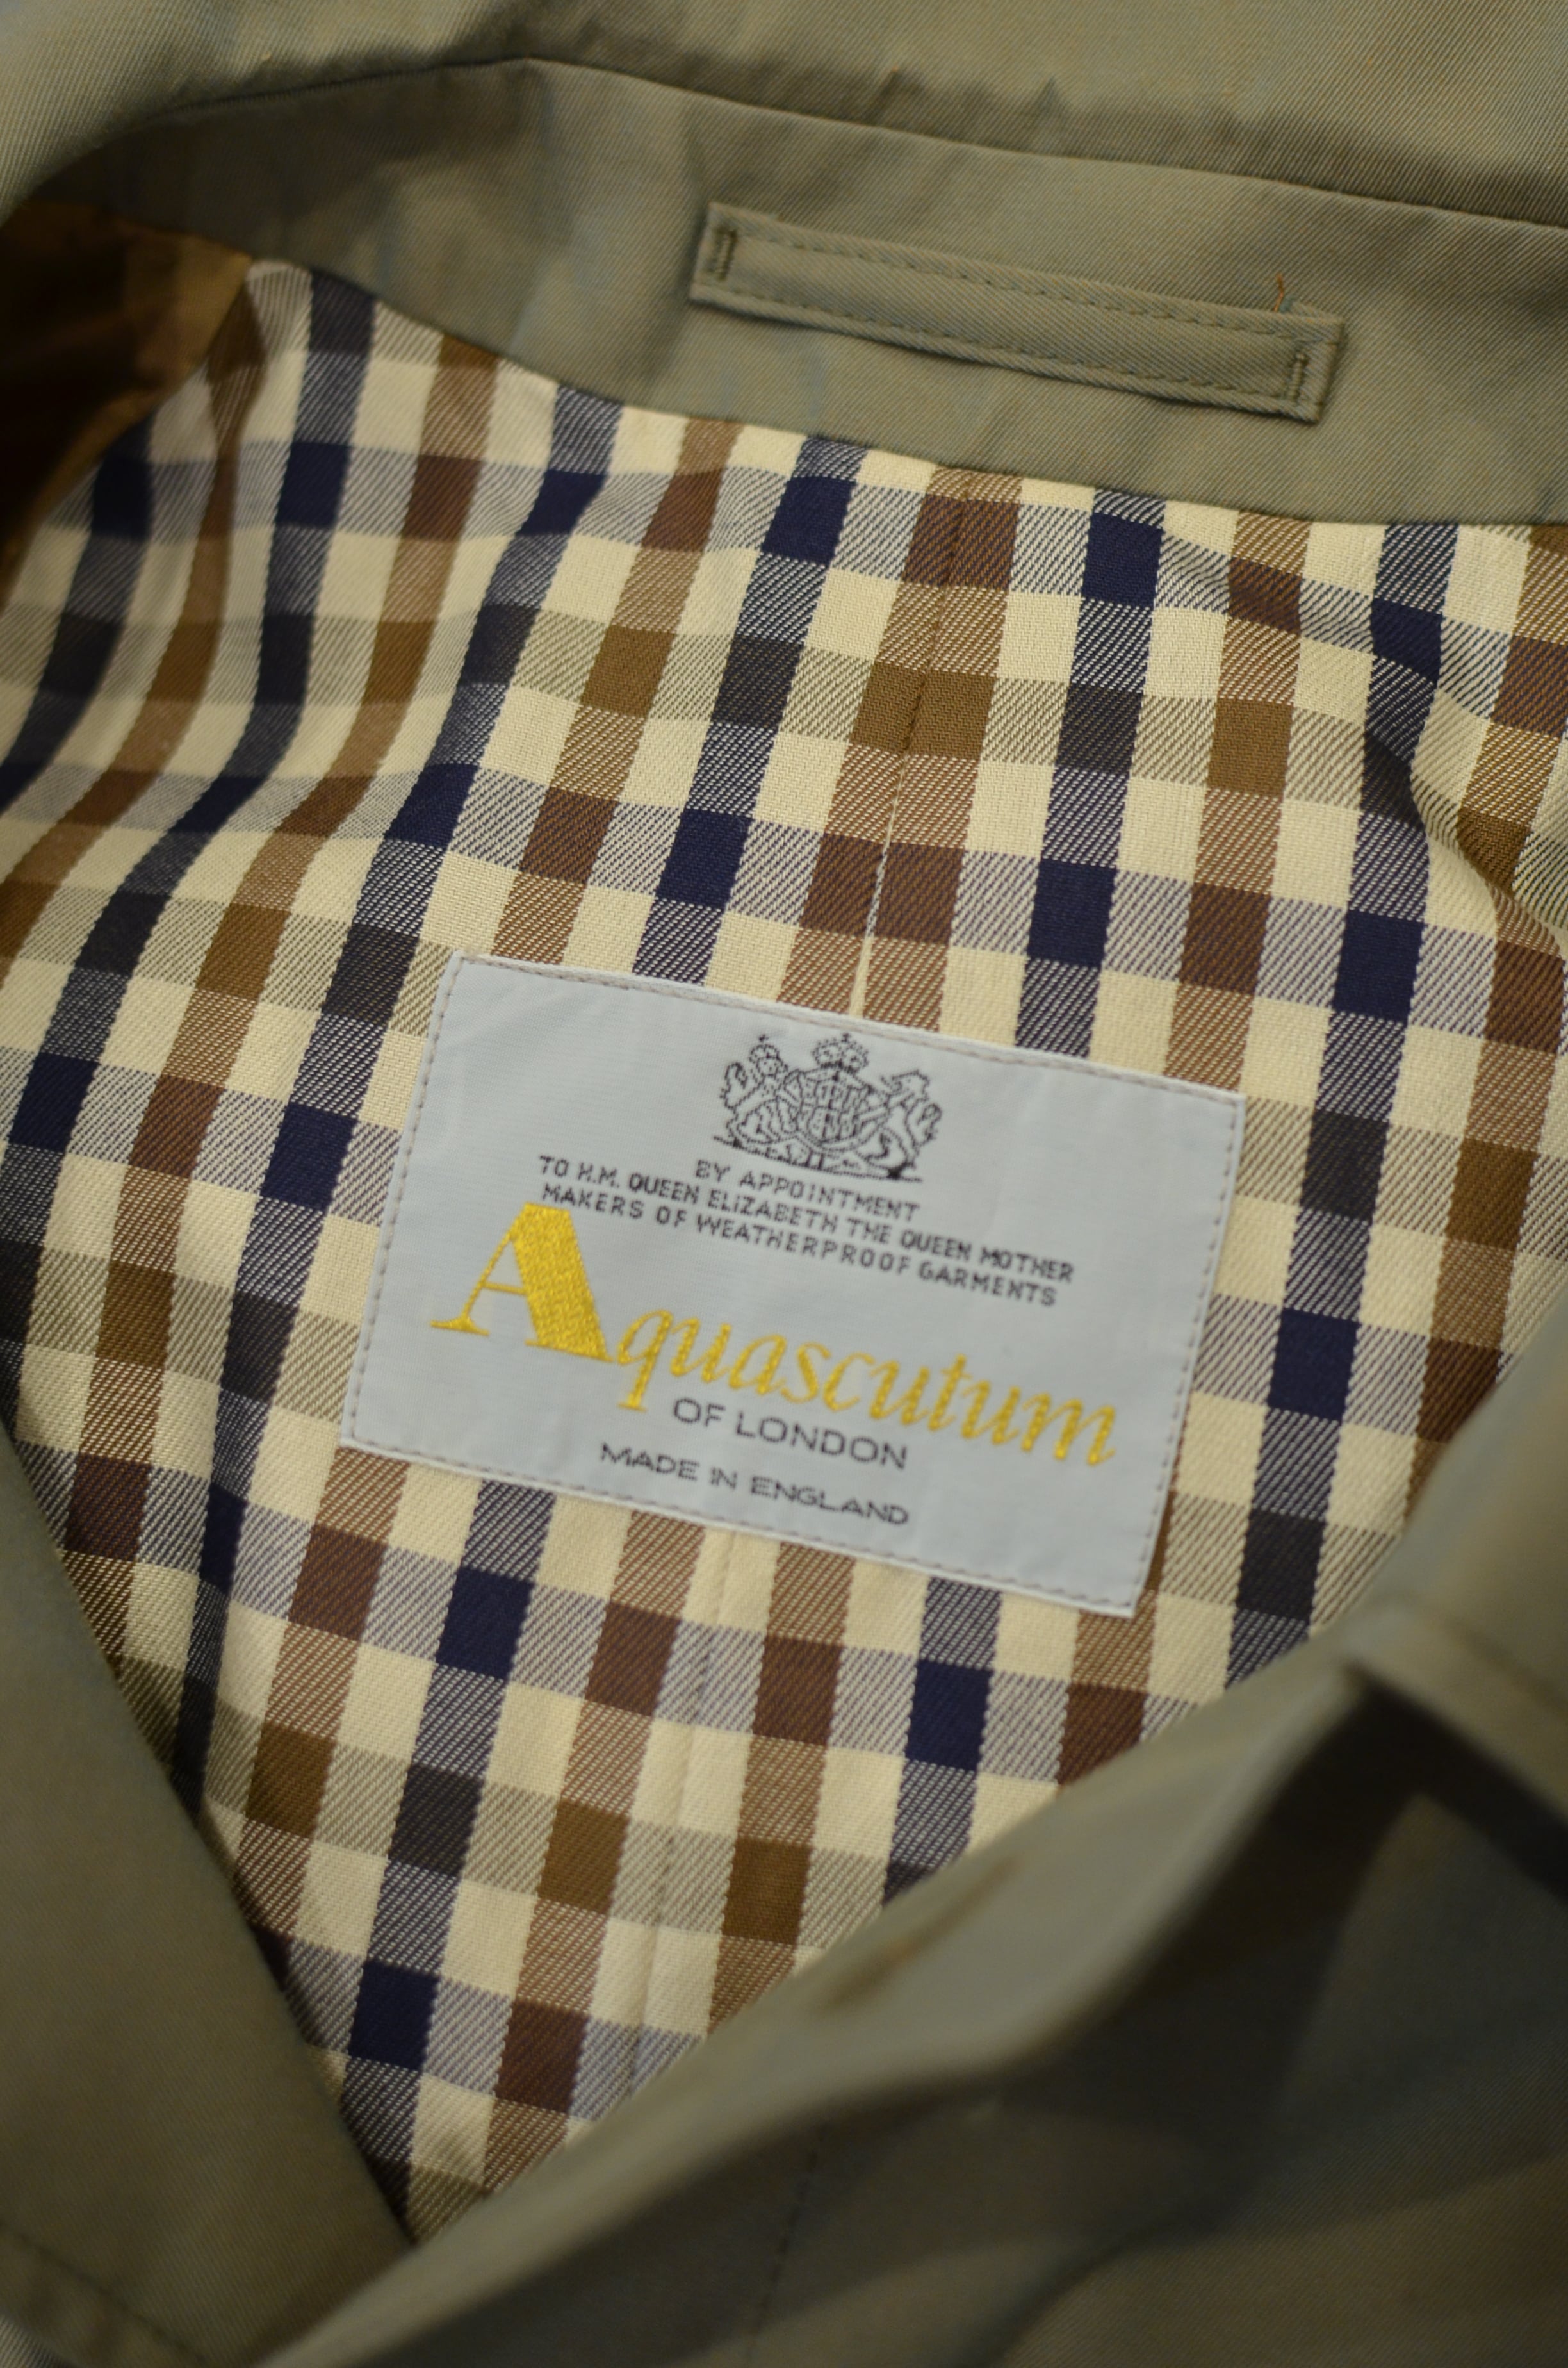 BY APPOINTMENT
TO H.M. QUEEN ELIZABETH THE QUEEN MOTHER
MAKERS OF WEATHERPROOF GARMENTS
Aquascutum
OF LONDON
MADE IN ENGLAND